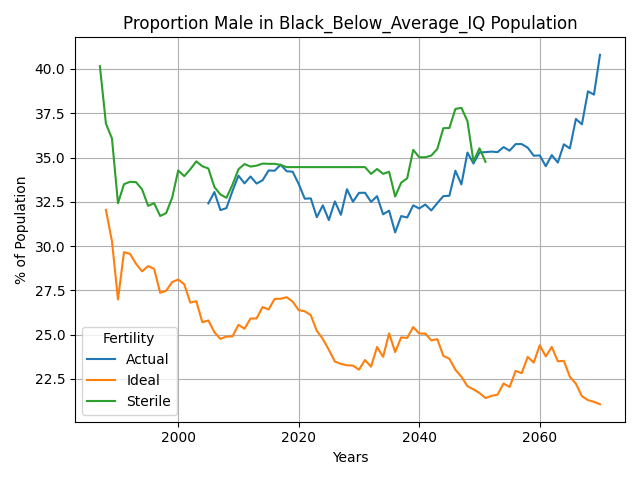 Proportion Male in Black_Below_Average_IQ Population
% of Population
40.0
37.5
35.0
32.5
30.0
27.5
25.0
22.5
Fertility
Actual
Ideal
Sterile
2000
2020
2040
2060
Years